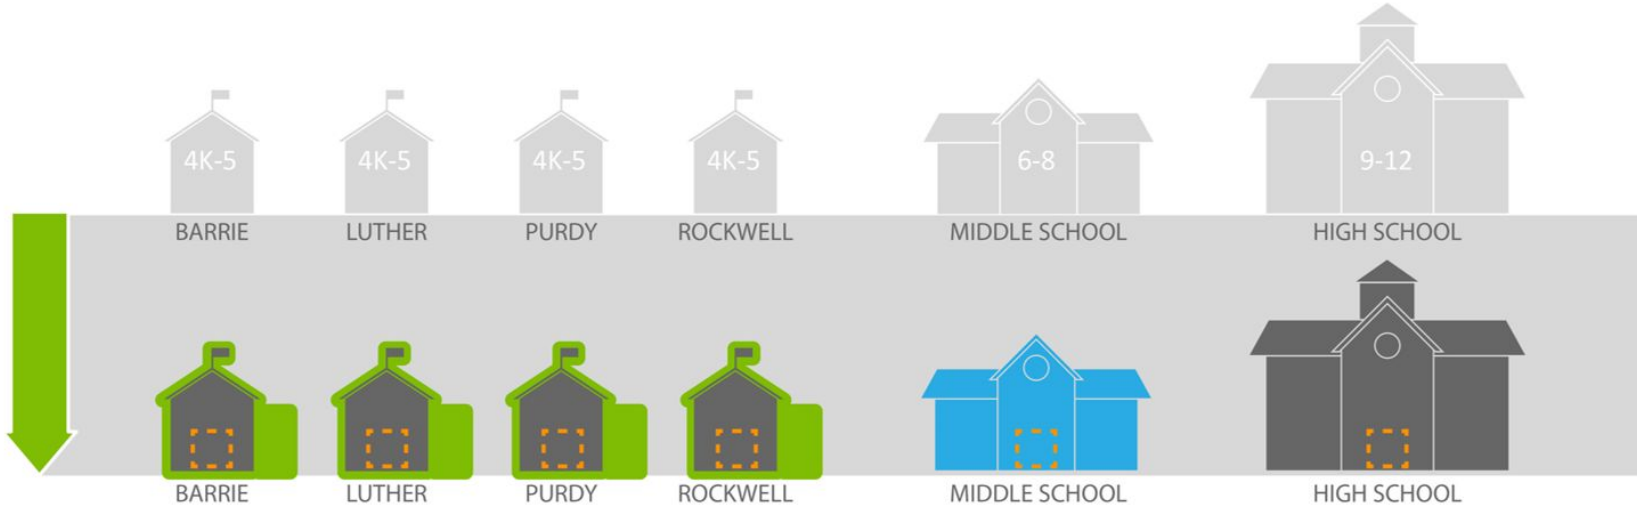 4K-5 4K-5 4K-5 4K-5 6-8 9-12
BARRIE LUTHER PURDY ROCKWELL MIDDLE SCHOOL HIGH SCHOOL
BARRIE LUTHER PURDY ROCKWELL MIDDLE SCHOOL HIGH SCHOOL